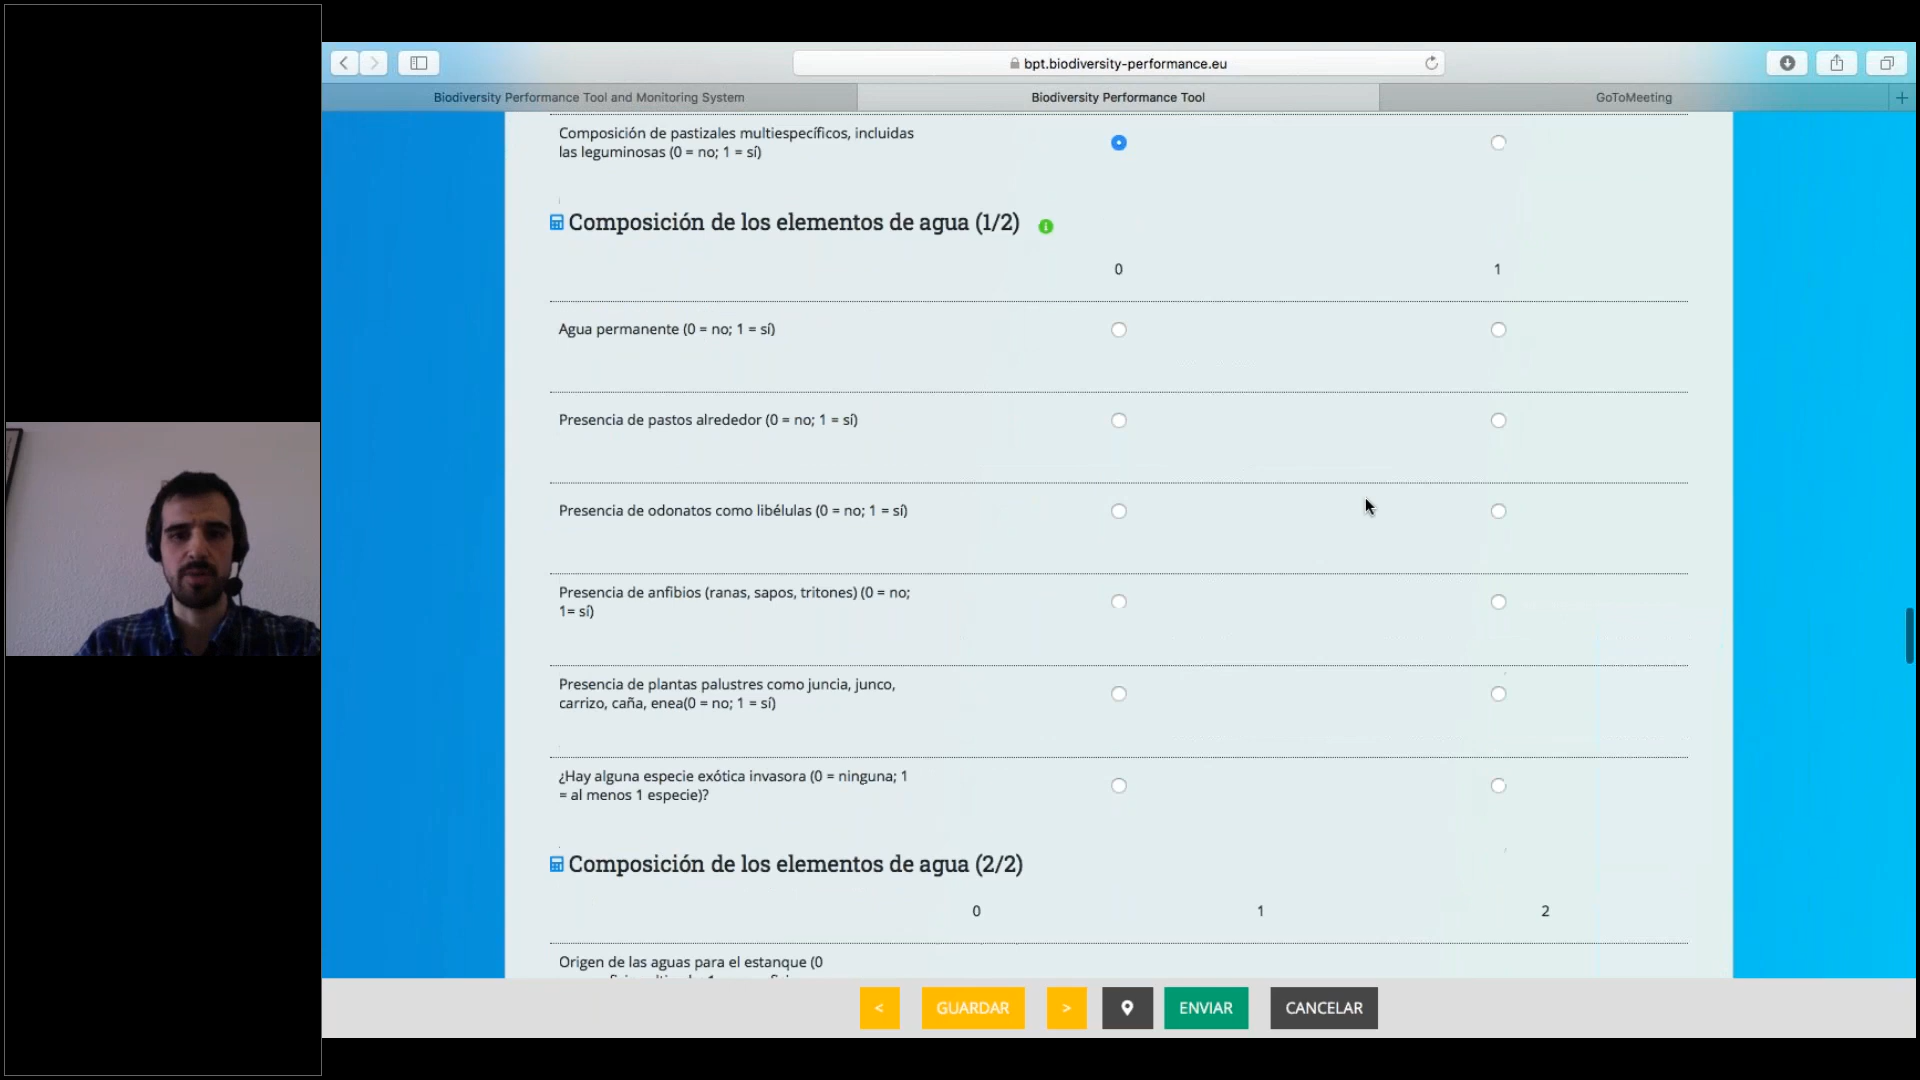 bpt.biodiversity-performance.eu
Biodiversity Performance Tool and Monitoring System
Biodiversity Performance Tool
GoToMeeting
Composición de pastizales multiespecíficos, incluidas
las leguminosas (0 = no; 1 = sí)
Composición de los elementos de agua (1/2)
0 1
Agua permanente (0 = no; 1 = sí)
Presencia de pastos alrededor (0 = no; 1 = sí)
Presencia de odonatos como libélulas (0 = no; 1 = sí)
Presencia de anfibios (ranas, sapos, tritones) (0 = no;
1= sí)
Presencia de plantas palustres como juncia, junco,
carrizo, caña, enea(0 = no; 1 = sí)
¿Hay alguna especie exótica invasora (0 = ninguna; 1
= al menos 1 especie)?
Composición de los elementos de agua (2/2)
0 1 2
Origen de las aguas para el estanque (0
< GUARDAR > ENVIAR CANCELAR